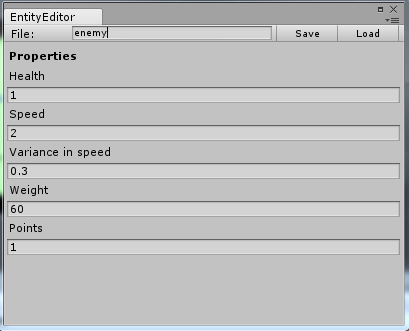 EntityEditor
File: enemy Save Load
Properties
Health
1
Speed
2
Variance in speed
0.3
Weight
60
Points
1